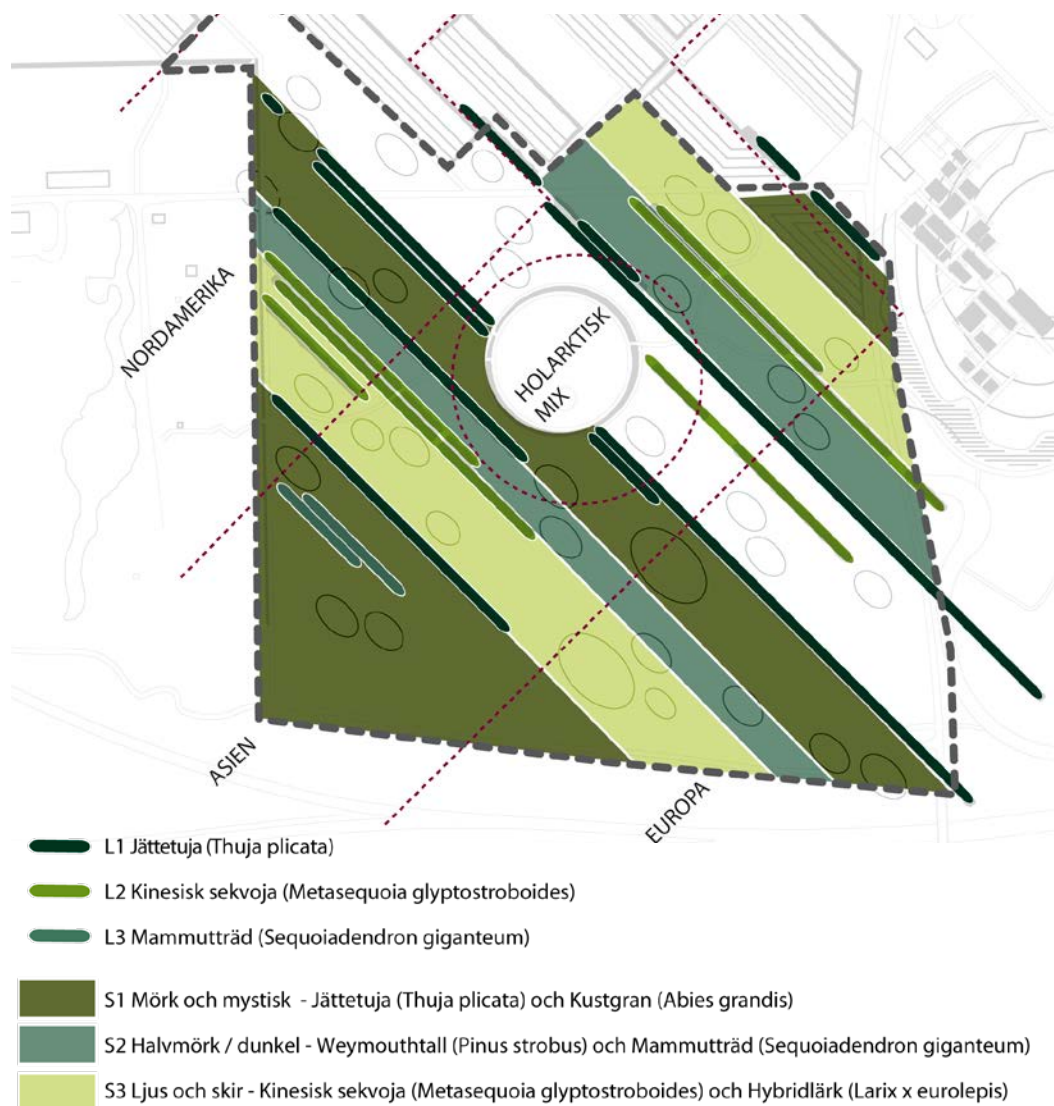 NORDAMERIKA
HOLARKTISK
MIX
ASIEN
EUROPA
L1 Jättetuja (Thuja plicata)
L2 Kinesisk sekvoja (Metasequoia glyptostroboides)
L3 Mammutträd (Sequoiadendron giganteum)
S1 Mörk och mystisk - Jättetuja (Thuja plicata) och Kustgran (Abies grandis)
S2 Halvmörk / dunkel - Weymouthtall (Pinus strobus) och Mammutträd (Sequoiadendron giganteum)
S3 Ljus och skir - Kinesisk sekvoja (Metasequoia glyptostroboides) och Hybridlärk (Larix x eurolepis)